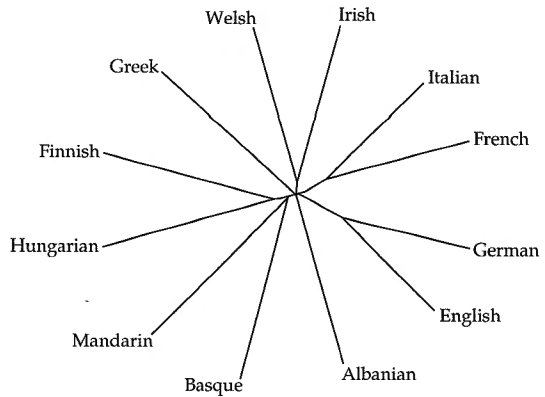 Welsh
Irish
Greek
Italian
French
Finnish
Hungarian
German
English
Mandarin
Albanian
Basque